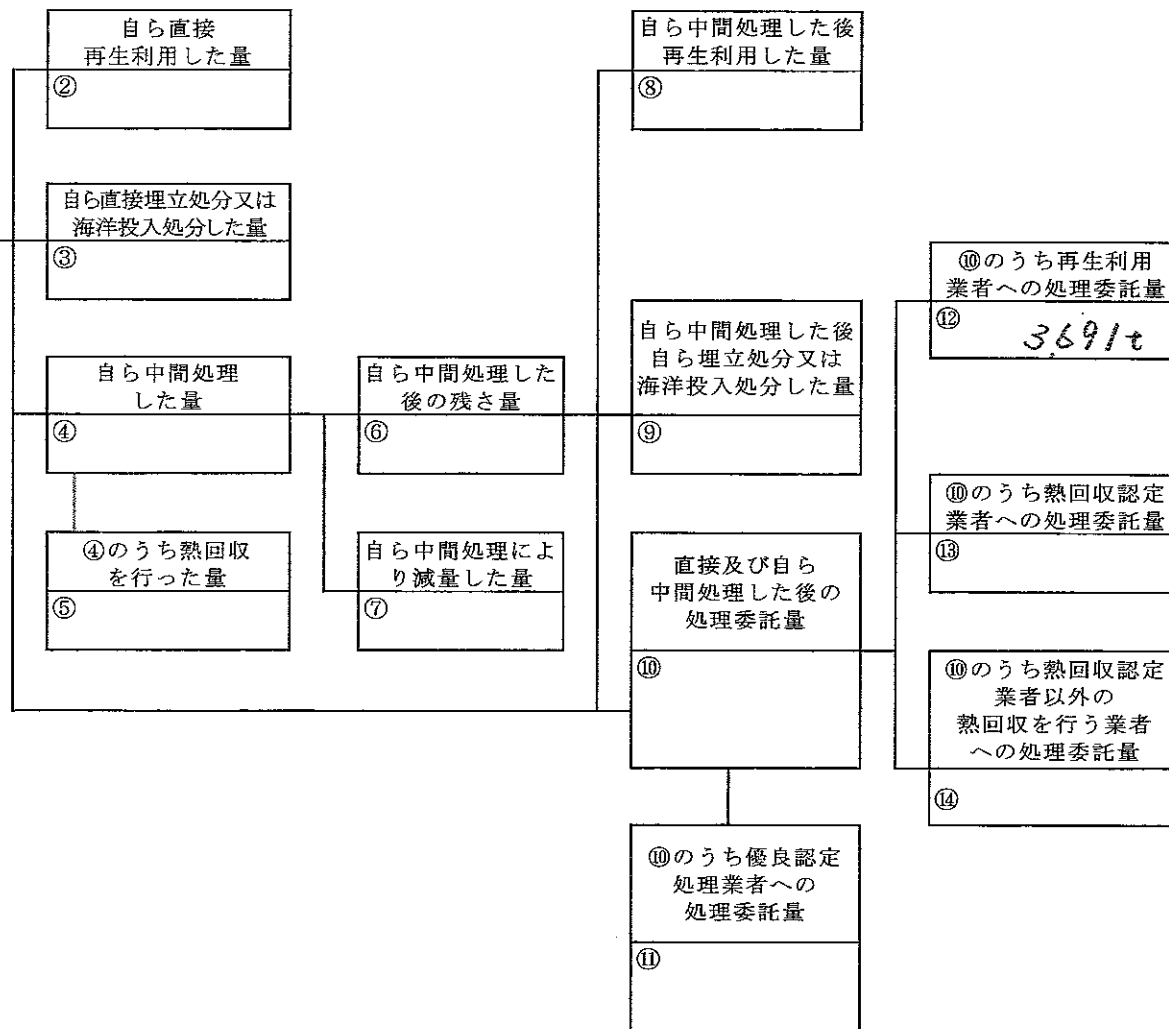 自ら直接
再生利用した量
②
自ら直接埋立処分又は
海洋投入処分した量
③
自ら中間処理
した量
④
④のうち熱回収
を行った量
⑤
自ら中間処理した
後の残さ量
⑥
自ら中間処理によ
り減量した量
⑦
自ら中間処理した後
再生利用した量
⑧
自ら中間処理した後
自ら埋立処分又は
海洋投入処分した量
⑨
直接及び自ら
中間処理した後の
処理委託量
⑩
⑩のうち優良認定
処理業者への
処理委託量
⑪
⑩のうち再生利用
業者への処理委託量
⑫
3,691t
⑩のうち熱回収認定
業者への処理委託量
⑬
⑩のうち熱回収認定
業者以外の
熱回収を行う業者
への処理委託量
⑭